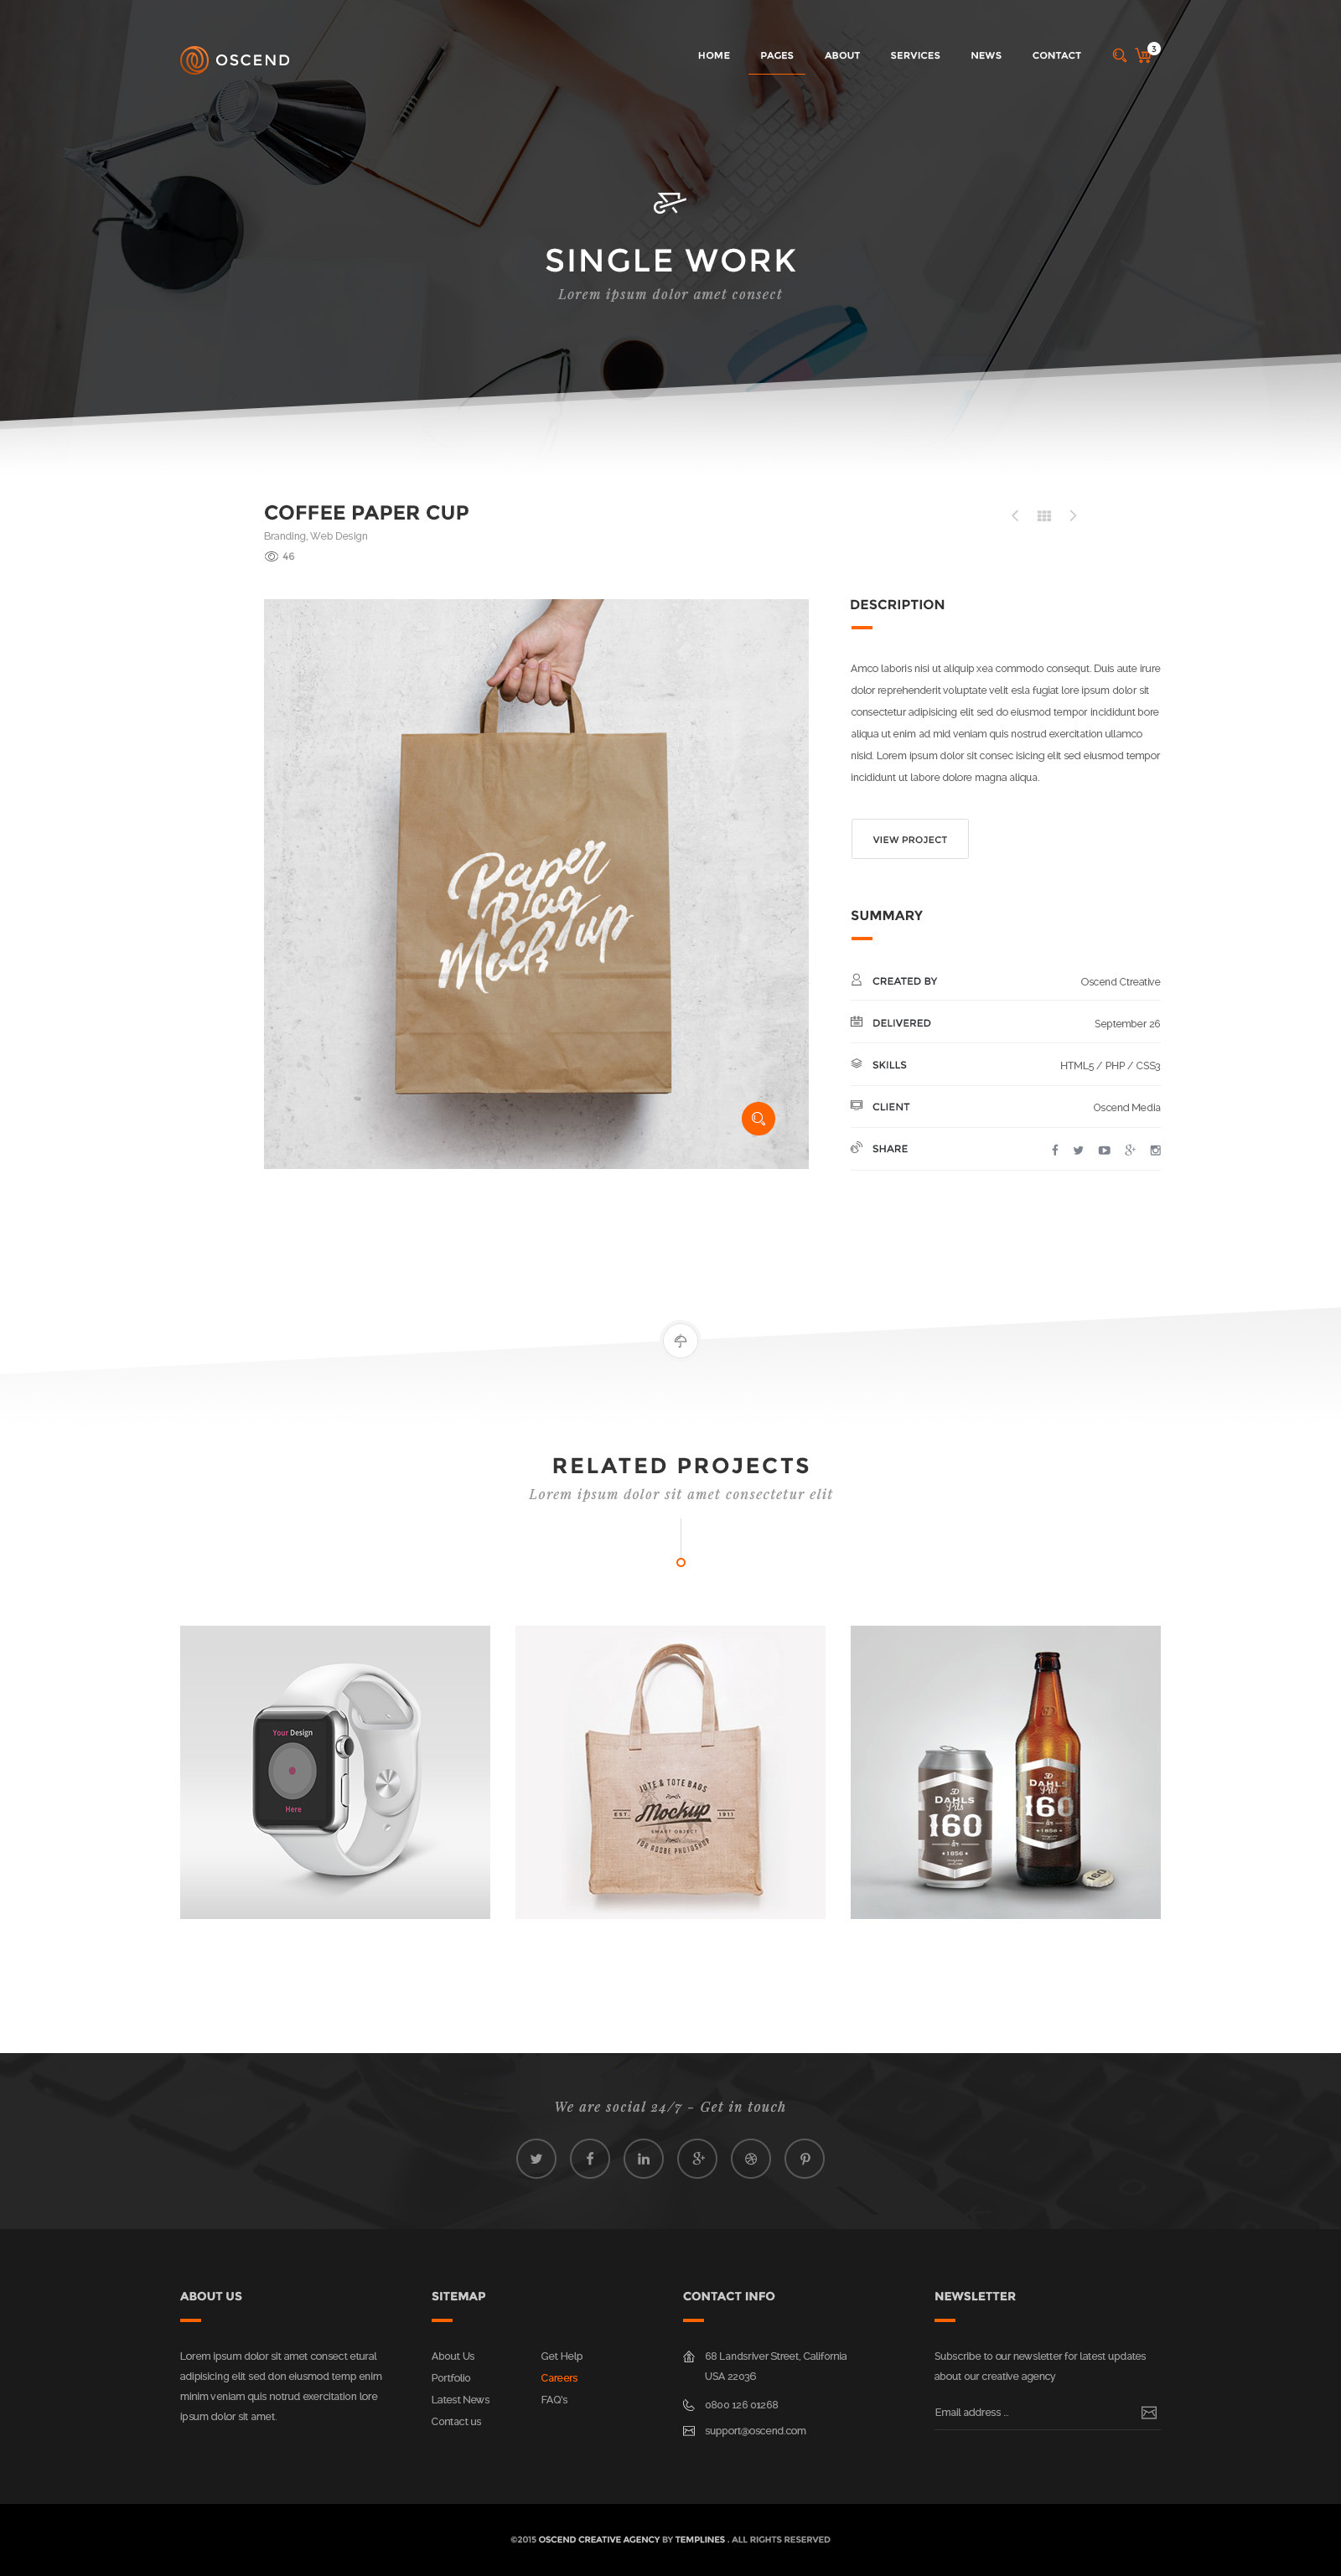 OSCEND
HOME PAGES ABOUT SERVICES NEWS CONTACT 3
SINGLE WORK
Lorem ipsum dolor amet consect
COFFEE PAPER CUP
Branding, Web Design
46
Paper
Bag
Mockup
DESCRIPTION
Amco laboris nisi ut aliquip xea commodo consequt. Duis aute irure
dolor reprehenderit voluptate velit esla fugiat lore ipsum dolor sit
consectetur adipisicing elit sed do eiusmod tempor incididunt bore
aliqua ut enim ad mid veniam quis nostrud exercitation ullamco
nisid. Lorem ipsum dolor sit consec isicing elit sed eiusmod tempor
incididunt ut labore dolore magna aliqua.
VIEW PROJECT
SUMMARY
CREATED BY Oscend Ctreative
DELIVERED September 26
SKILLS HTML5 / PHP / CSS3
CLIENT Oscend Media
SHARE
RELATED PROJECTS
Lorem ipsum dolor sit amet consectetur elit
Your Design
Here
JUTE & TOTE BAGS
Mockup
EST. 1911
SMART OBJECT
FOR ADOBE PHOTOSHOP
DAHLS
Pils
160
år
1856
DAHLS
Pils
160
år
1856
160
We are social 24/7 - Get in touch
ABOUT US
Lorem ipsum dolor sit amet consect etural
adipisicing elit sed don eiusmod temp enim
minim veniam quis notrud exercitation lore
ipsum dolor sit amet.
SITEMAP
About Us
Portfolio
Latest News
Contact us
Get Help
Careers
FAQ's
CONTACT INFO
68 Landsriver Street, California
USA 22036
0800 126 01268
support@oscend.com
NEWSLETTER
Subscribe to our newsletter for latest updates
about our creative agency
Email address ...
©2015 OSCEND CREATIVE AGENCY BY TEMPLINES . ALL RIGHTS RESERVED